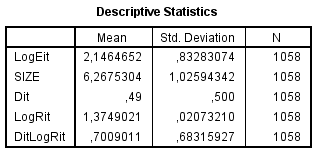 Descriptive Statistics
Mean Std. Deviation N
LogEit 2,1464652 ,83283074 1058
SIZE 6,2675304 1,02594342 1058
Dit ,49 ,500 1058
LogRit 1,3749021 ,02073210 1058
DitLogRit ,7009011 ,68315927 1058